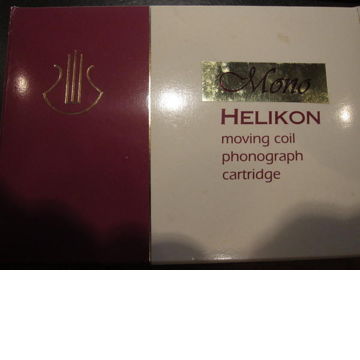 Mono
HELIKON
moving coil
phonograph
cartridge